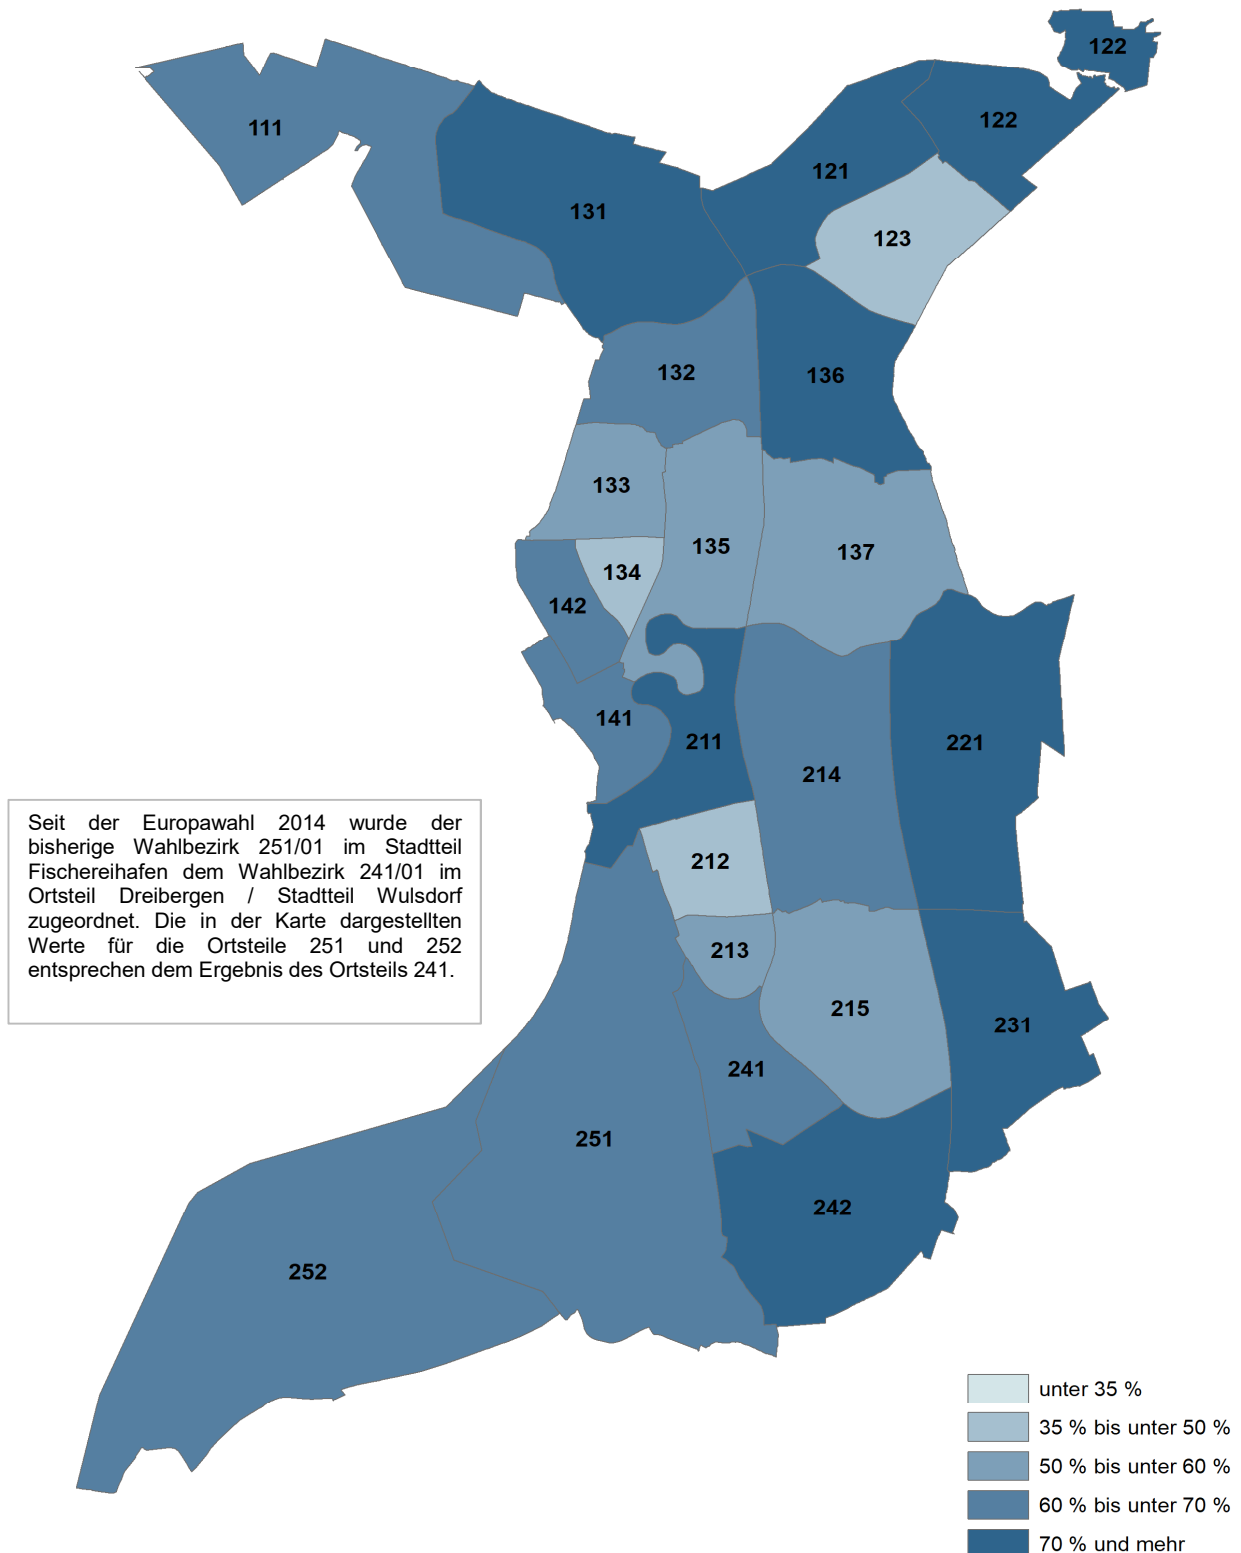 122
111
122
121
131
123
132
136
133
135
137
134
142
141
211
221
214
Seit der Europawahl 2014 wurde der
bisherige Wahlbezirk 251/01 im Stadtteil
Fischereihafen dem Wahlbezirk 241/01 im
Ortsteil Dreibergen / Stadtteil Wulsdorf
zugeordnet. Die in der Karte dargestellten
Werte für die Ortsteile 251 und 252
entsprechen dem Ergebnis des Ortsteils 241.
212
213
215
231
241
251
242
252
unter 35 %
35 % bis unter 50 %
50 % bis unter 60 %
60 % bis unter 70 %
70 % und mehr